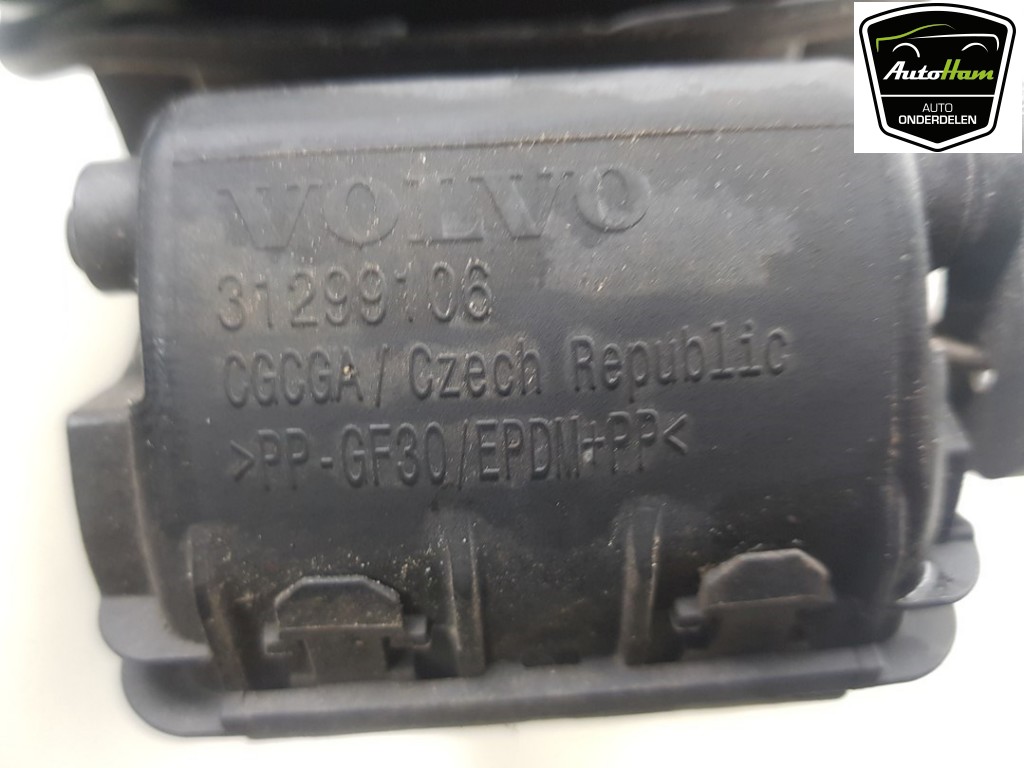 AutoHam
AUTO
ONDERDELEN
VOLVO
31299106
CGCGA/Czech Republic
>PP-GF30/EPDM+PP<